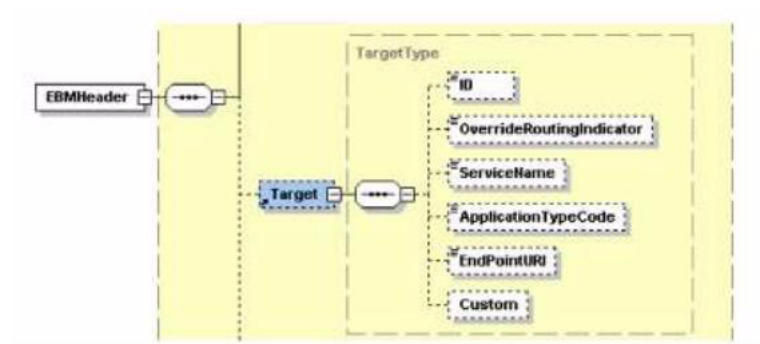 TargetType
EBMHeader
ID
OverrideRoutingIndicator
ServiceName
Target
ApplicationTypeCode
EndPointURI
Custom